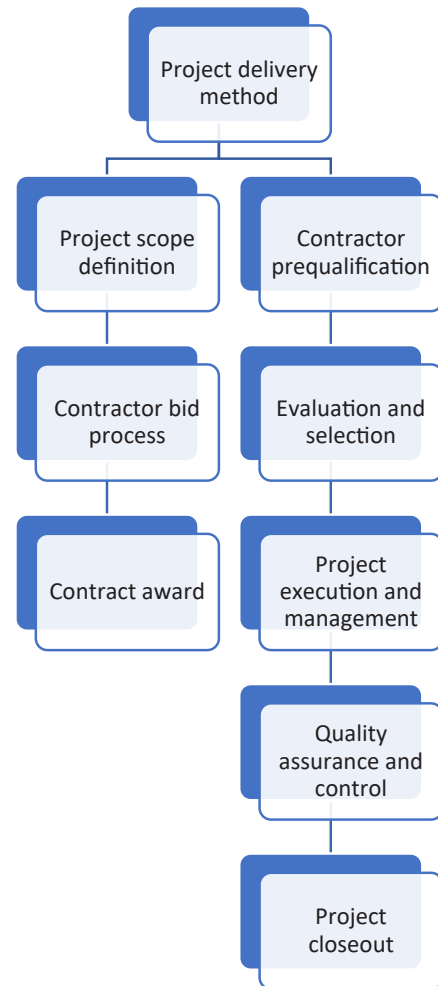 Project delivery
method
Project scope
definition
Contractor
prequalification
Contractor bid
process
Evaluation and
selection
Contract award
Project
execution and
management
Quality
assurance and
control
Project
closeout